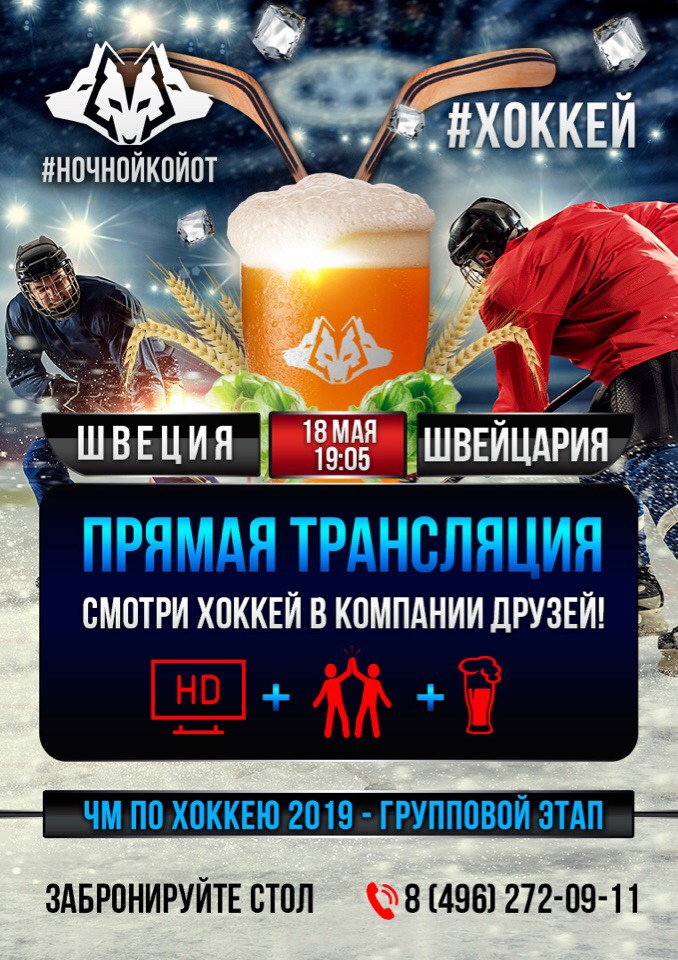 #НОЧНОЙКОЙОТ
#ХОККЕЙ
ШВЕЦИЯ
18 МАЯ
19:05
ШВЕЙЦАРИЯ
ПРЯМАЯ ТРАНСЛЯЦИЯ
СМОТРИ ХОККЕЙ В КОМПАНИИ ДРУЗЕЙ!
HD
ЧМ ПО ХОККЕЮ 2019 - ГРУППОВОЙ ЭТАП
ЗАБРОНИРУЙТЕ СТОЛ 8 (496) 272-09-11